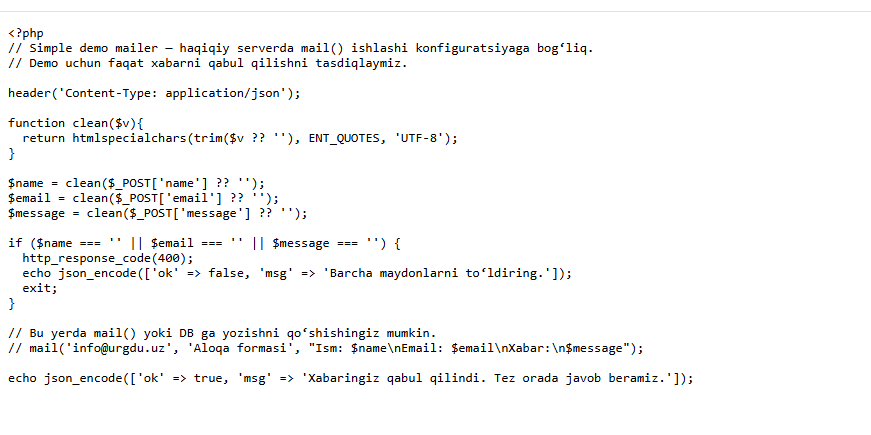 <?php
// Simple demo mailer — haqiqiy serverda mail() ishlashi konfiguratsiyaga bog‘liq.
// Demo uchun faqat xabarni qabul qilishni tasdiqlaymiz.
header('Content-Type: application/json');
function clean($v){
  return htmlspecialchars(trim($v ?? ''), ENT_QUOTES, 'UTF-8');
}
$name = clean($_POST['name'] ?? '');
$email = clean($_POST['email'] ?? '');
$message = clean($_POST['message'] ?? '');
if ($name === '' || $email === '' || $message === '') {
  http_response_code(400);
  echo json_encode(['ok' => false, 'msg' => 'Barcha maydonlarni to‘ldiring.']);
  exit;
}
// Bu yerda mail() yoki DB ga yozishni qo‘shishingiz mumkin.
// mail('info@urgdu.uz', 'Aloqa formasi', "Ism: $name\nEmail: $email\nXabar:\n$message");
echo json_encode(['ok' => true, 'msg' => 'Xabaringiz qabul qilindi. Tez orada javob beramiz.']);